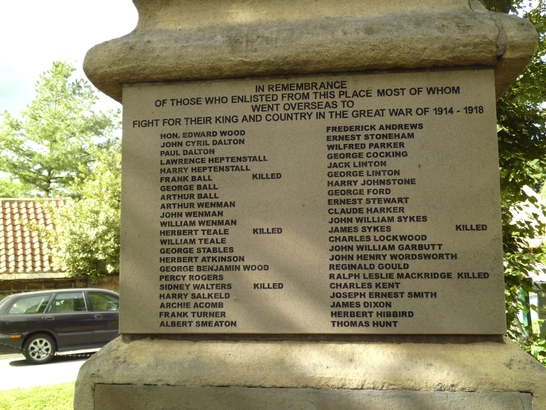 IN REMEMBRANCE
OF THOSE WHO ENLISTED FROM THIS PLACE MOST OF WHOM
WENT OVERSEAS TO
FIGHT FOR THEIR KING AND COUNTRY IN THE GREAT WAR OF 1914 - 1918
HON. EDWARD WOOD
JOHN CYRIL DALTON
PAUL DALTON
LAWRENCE HEPTENSTALL
HARRY HEPTENSTALL
FRANK BALL KILLED
GEORGE BALL
ARTHUR BALL
ARTHUR WENMAN
JOHN WENMAN
WILLIAM WENMAN
HERBERT TEALE KILLED
WILLIAM TEALE
GEORGE STABLES
HERBERT ATKINSON
GEORGE BENJAMIN WOOD
PERCY ROGERS
SIDNEY WALTERS KILLED
HARRY SALKELD
ARCHIE ACOMB
FRANK TURNER
ALBERT SMEATON
FREDERICK ANDREWS
ERNEST STONEHAM
WILFRED PARKER
GEORGE COCKING
JACK LINTON
GEORGE LINTON
HARRY JOHNSTONE
GEORGE FORD
ERNEST STEWART
CLAUDE HARKER
JOHN WILLIAM SYKES
JAMES SYKES KILLED
CHARLES LOCKWOOD
JOHN WILLIAM GARBUTT
JOHN HENRY WORDSWORTH
REGINALD GOULD
RALPH LESLIE MACKRIDGE KILLED
CHARLES KENT
JOSEPH ERNEST SMITH
JAMES DIXON
HERBERT HIBBIRD
THOMAS HUNT